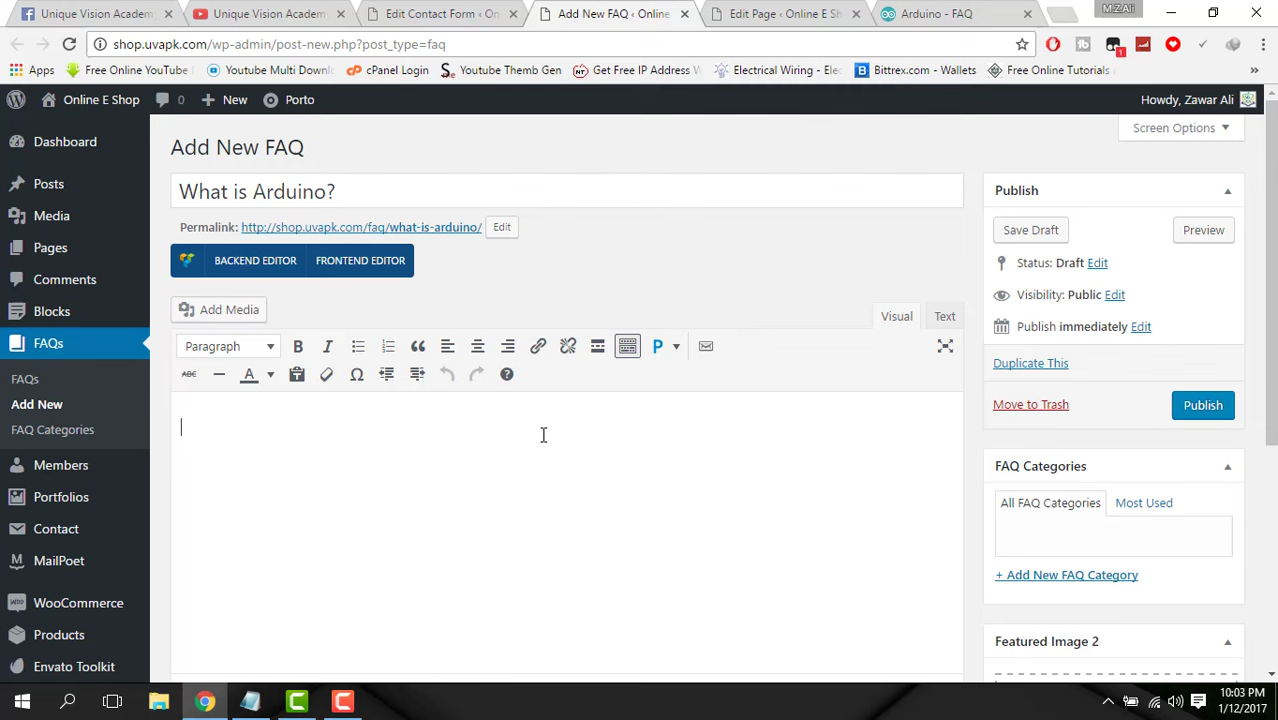 Unique Vision Academ
Unique Vision Academ
Edit Contact Form ‹ On
Add New FAQ ‹ Online
Edit Page ‹ Online E Sh
Arduino - FAQ
M.Z.Ali
shop.uvapk.com/wp-admin/post-new.php?post_type=faq
1
Apps
Free Online YouTube
Youtube Multi Down
cPanel Login
Youtube Themb Gen
Get Free IP Address
Electrical Wiring - Elec
Bittrex.com - Wallets
Free Online Tutorials
»
Online E Shop
0
New
Porto
Howdy, Zawar Ali
Screen Options
Dashboard
Posts
Media
Pages
Comments
Blocks
FAQs
FAQs
Add New
FAQ Categories
Members
Portfolios
Contact
MailPoet
WooCommerce
Products
Envato Toolkit
Add New FAQ
What is Arduino?
Permalink: http://shop.uvapk.com/faq/what-is-arduino/ Edit
BACKEND EDITOR FRONTEND EDITOR
Add Media
Visual Text
Paragraph
B I P
ABC A
Publish
Save Draft Preview
Status: Draft Edit
Visibility: Public Edit
Publish immediately Edit
Duplicate This
Move to Trash Publish
FAQ Categories
All FAQ Categories Most Used
+ Add New FAQ Category
Featured Image 2
10:03 PM
1/12/2017